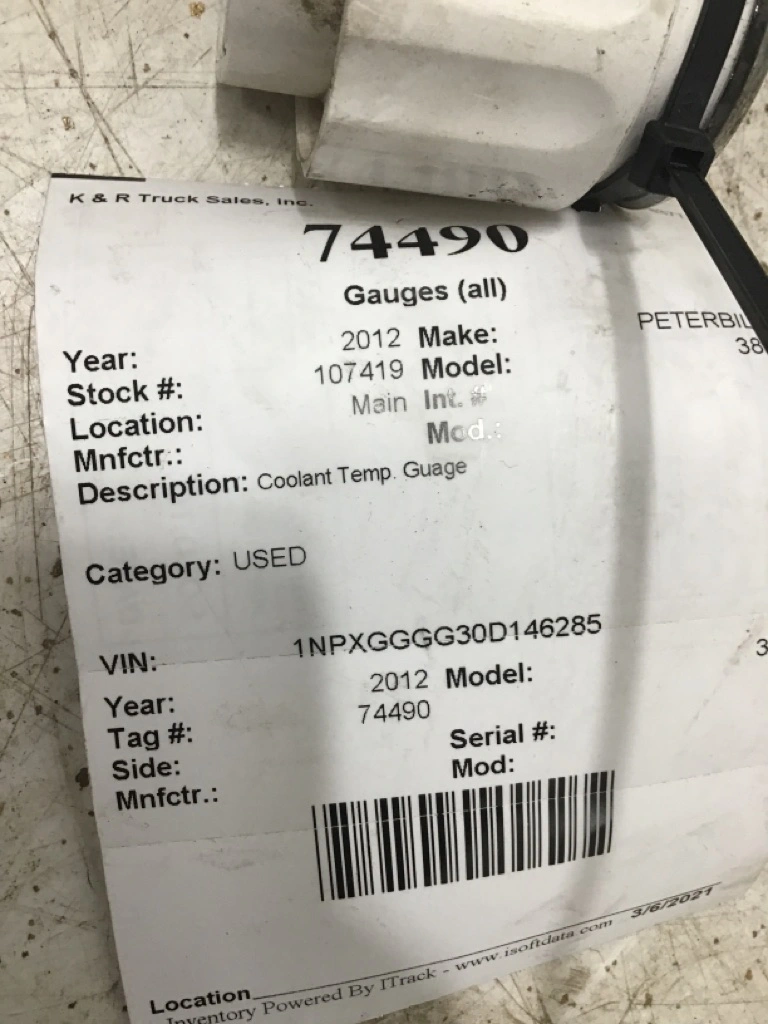 K & R Truck Sales, Inc.
74490
Gauges (all)
Year: 2012 Make: PETERBIL
Stock #: 107419 Model: 38
Location: Main Int. #
Mnfctr.: Mod.:
Description: Coolant Temp. Guage
Category: USED
VIN: 1NPXGGGG30D146285
Year: 2012 Model: 3
Tag #: 74490
Side: Serial #:
Mnfctr.: Mod:
Location
Inventory Powered By ITrack - www.isoftdata.com 3/6/2021